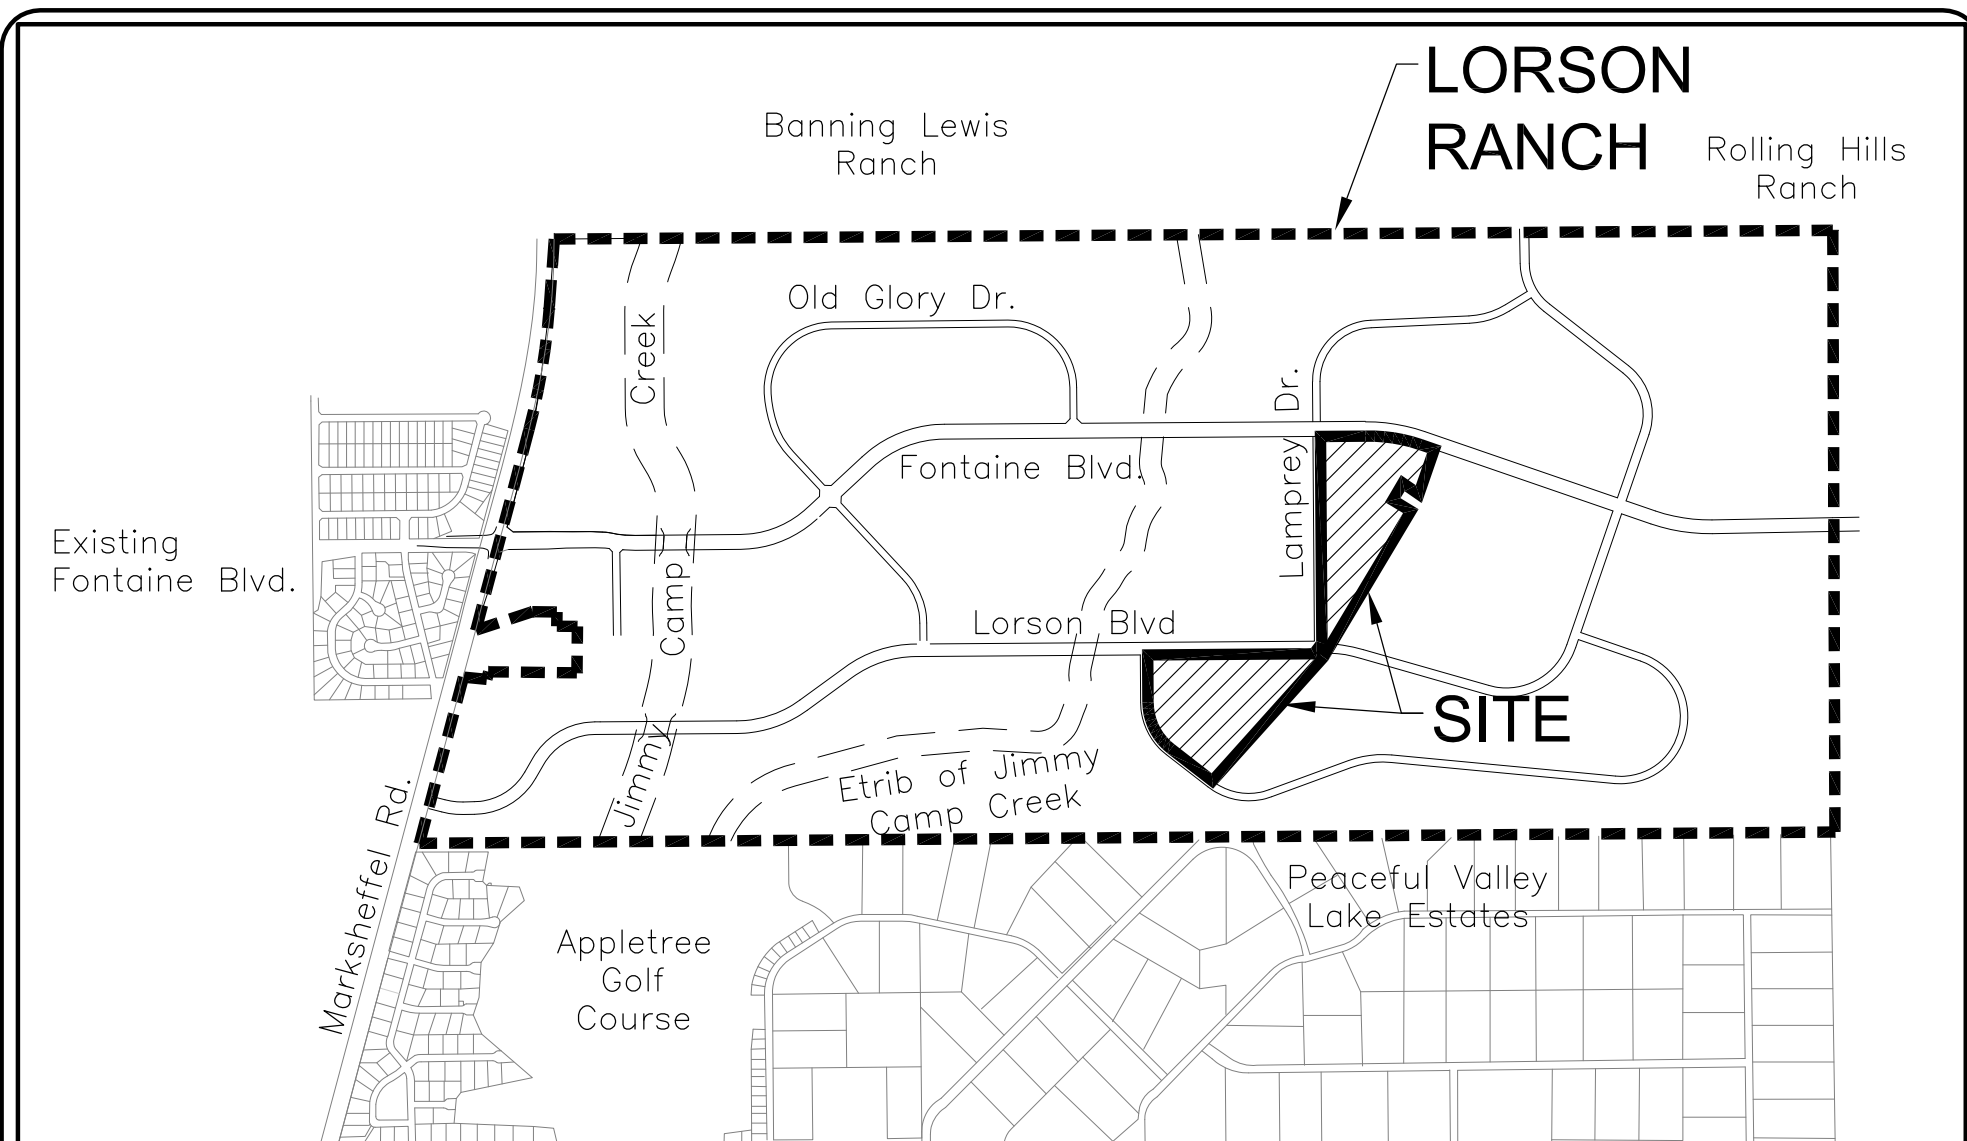 LORSON
RANCH
Banning Lewis
Ranch
Rolling Hills
Ranch
Old Glory Dr.
Creek
Lamprey Dr.
Fontaine Blvd.
Existing
Fontaine Blvd.
Camp
Lorson Blvd
SITE
Jimmy
Etrib of Jimmy
Camp Creek
Marksheffel Rd.
Peaceful Valley
Lake Estates
Appletree
Golf
Course